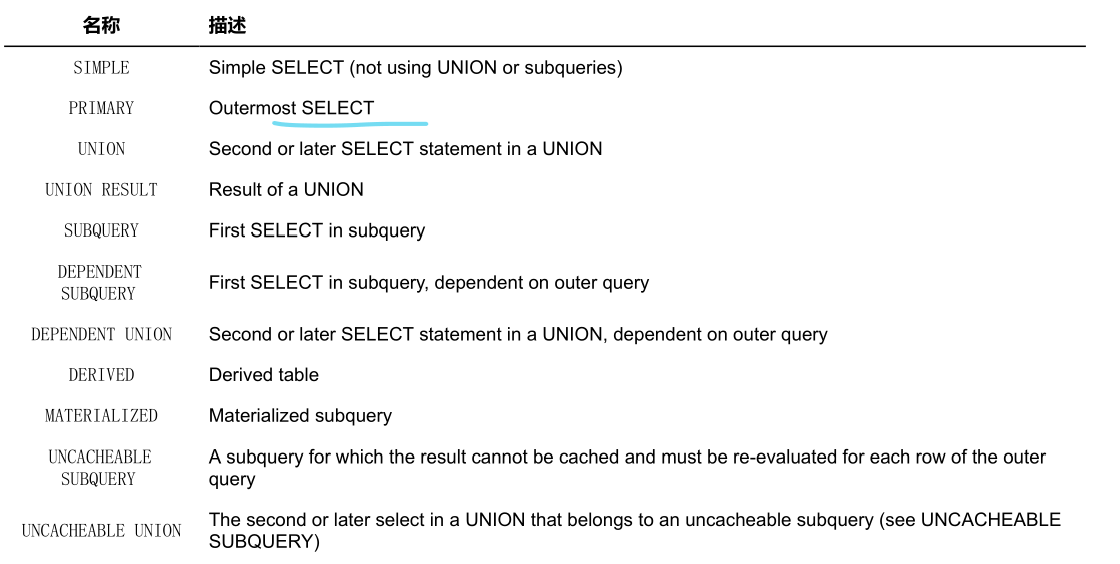 名称 描述
SIMPLE Simple SELECT (not using UNION or subqueries)
PRIMARY Outermost SELECT
UNION Second or later SELECT statement in a UNION
UNION RESULT Result of a UNION
SUBQUERY First SELECT in subquery
DEPENDENT
SUBQUERY
First SELECT in subquery, dependent on outer query
DEPENDENT UNION Second or later SELECT statement in a UNION, dependent on outer query
DERIVED Derived table
MATERIALIZED Materialized subquery
UNCACHEABLE
SUBQUERY
A subquery for which the result cannot be cached and must be re-evaluated for each row of the outer
query
UNCACHEABLE UNION
The second or later select in a UNION that belongs to an uncacheable subquery (see UNCACHEABLE
SUBQUERY)